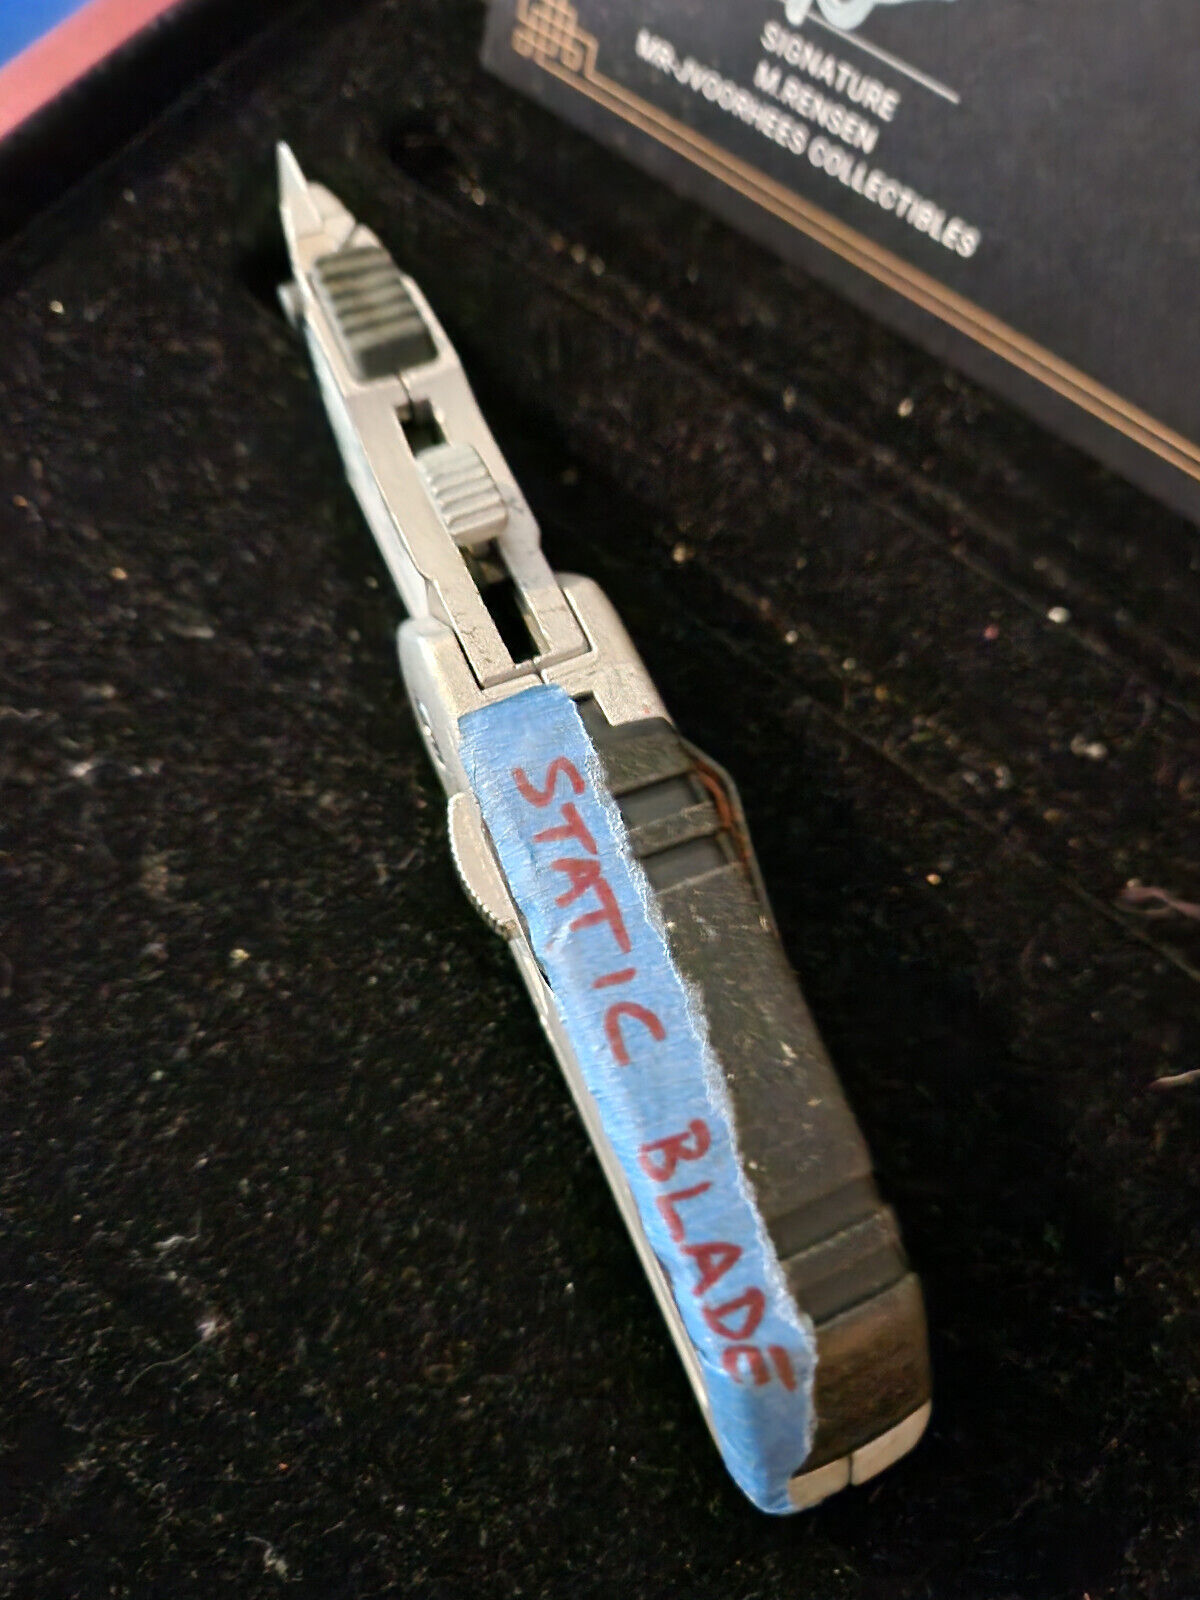 SIGNATURE
M.RENSEN
MR-JVOORHEES COLLECTIBLES
STATIC BLADE